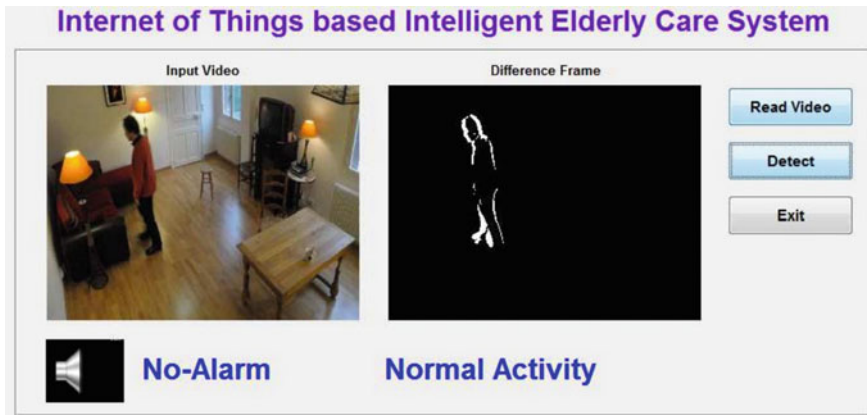 Internet of Things based Intelligent Elderly Care System
Input Video
Difference Frame
Read Video
Detect
Exit
No-Alarm
Normal Activity